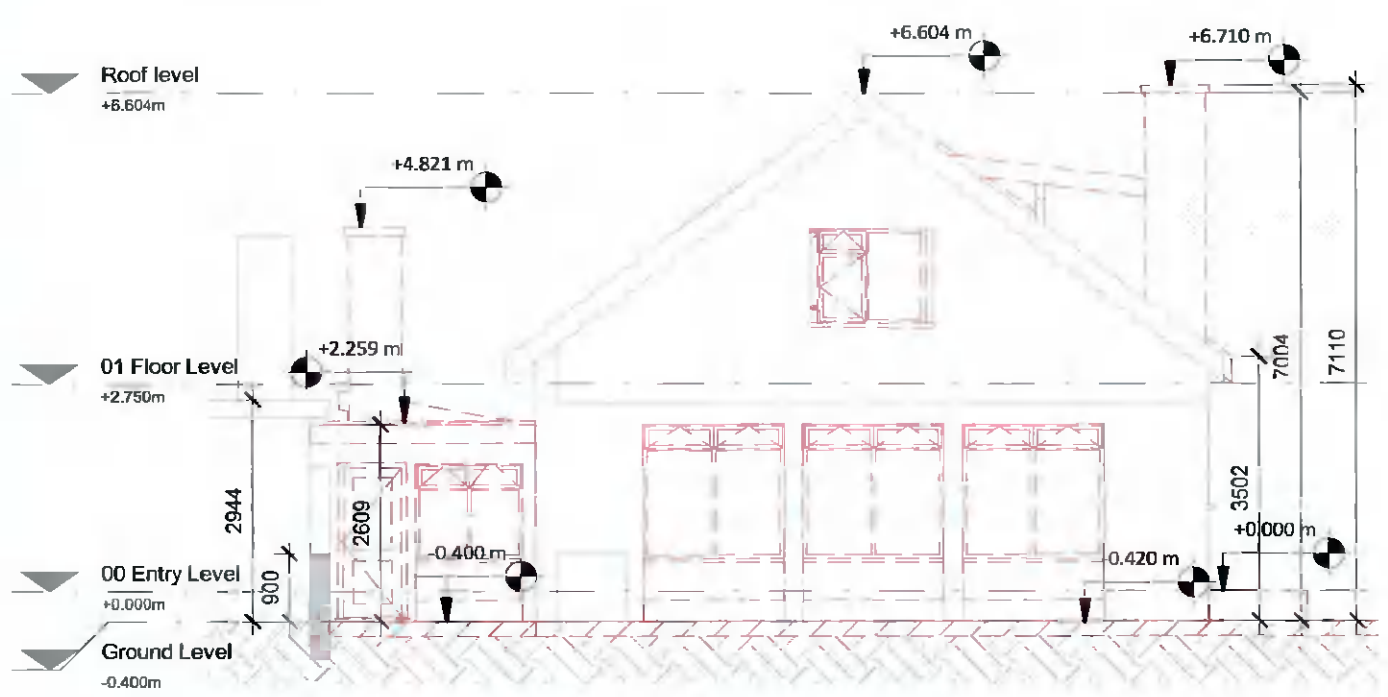 +6.604 m
+6.710 m
Roof level
+6.604m
+4.821 m
+2.259 m
01 Floor Level
+2.750m
7004
7110
2944
2609
3502
900
-0.400 m
-0.420 m
+0.000 m
00 Entry Level
+0.000m
Ground Level
-0.400m